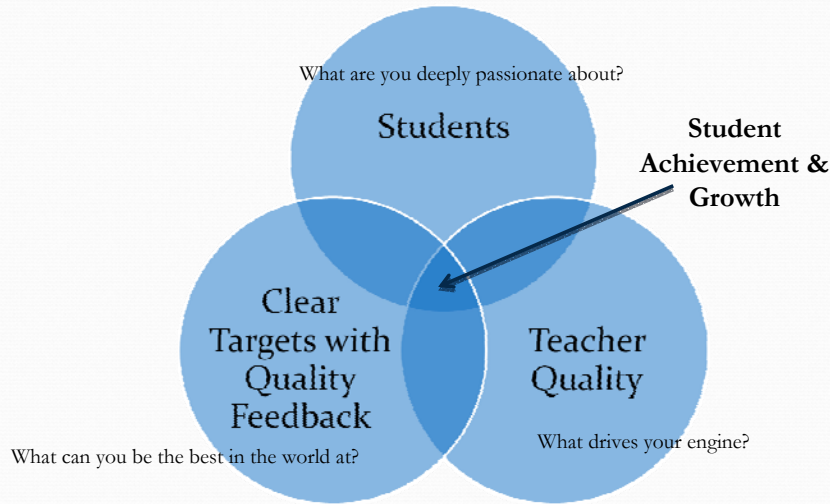 What are you deeply passionate about?
Students
Student
Achievement &
Growth
Clear
Targets with
Quality
Feedback
Teacher
Quality
What drives your engine?
What can you be the best in the world at?